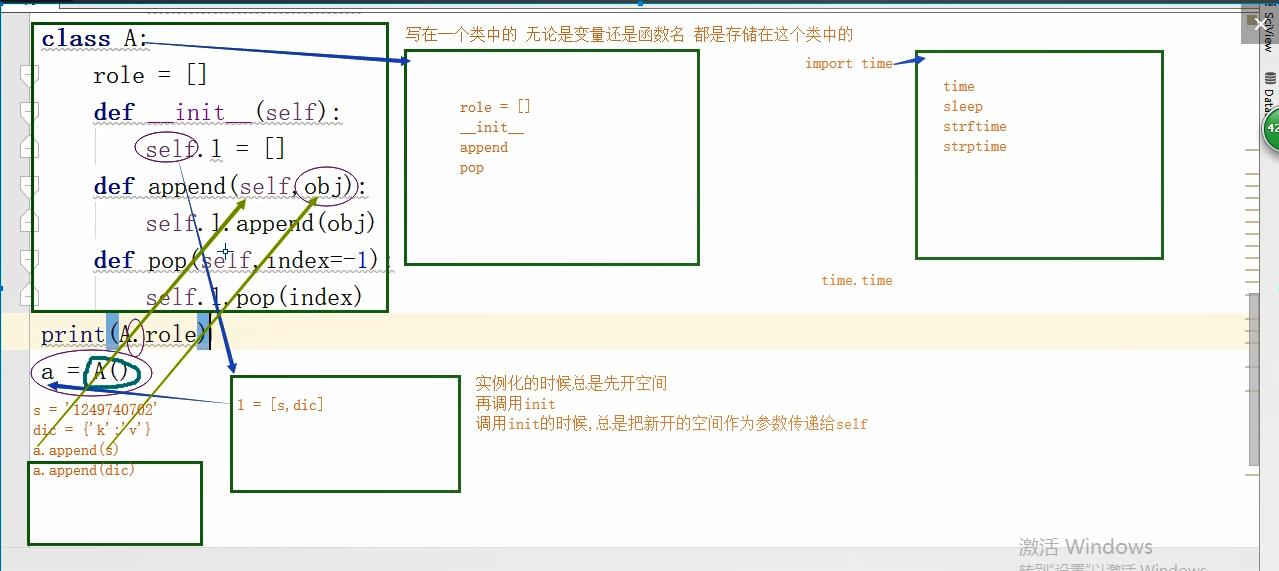 class A:
role = []
def __init__(self):
self.l = []
def append(self,obj):
self.l.append(obj)
def pop(self,index=-1):
self.l.pop(index)
print(A.role)
a = A()
s = '1249740702'
dic = {'k':'v'}
a.append(s)
a.append(dic)
写在一个类中的 无论是变量还是函数名 都是存储在这个类中的
role = []
__init__
append
pop
import time
time
sleep
strftime
strptime
time.time
l = [s,dic]
实例化的时候总是先开空间
再调用init
调用init的时候,总是把新开的空间作为参数传递给self
SciView
Data
42
激活 Windows
转到"设置"以激活 Windows